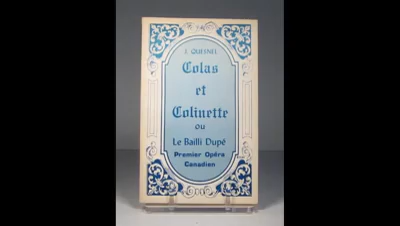 J. QUESNEL
Colas
et
Colinette
ou
Le Bailli Dupé
Premier Opéra
Canadien